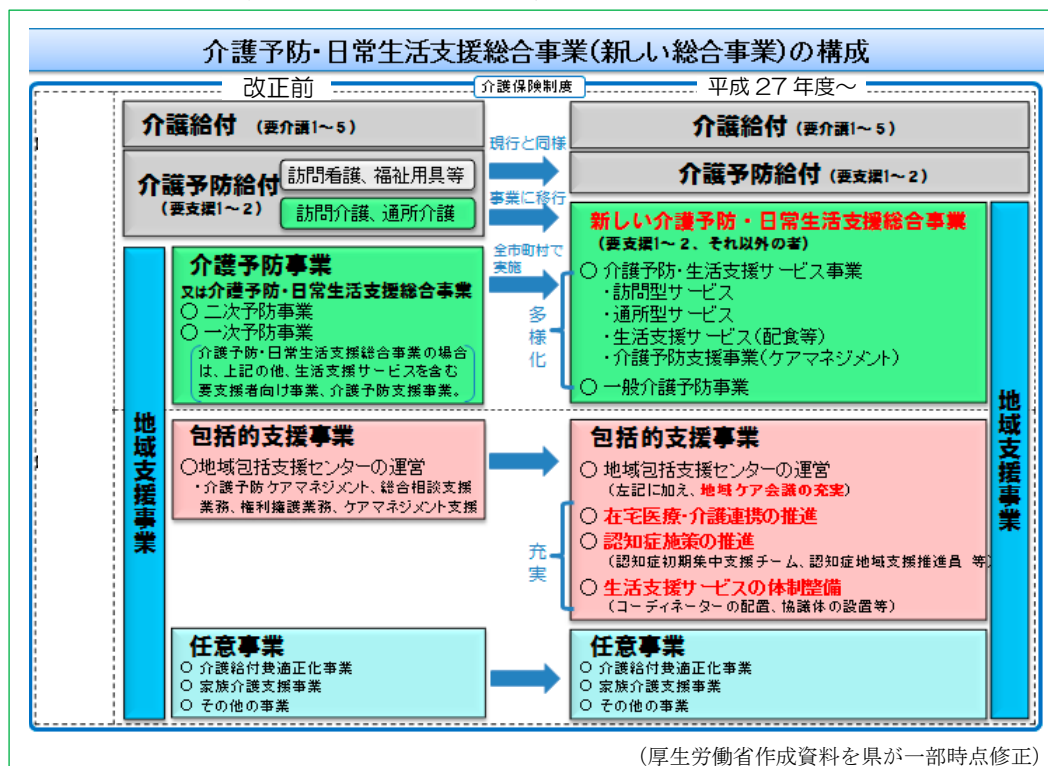 介護予防・日常生活支援総合事業(新しい総合事業)の構成
改正前
介護保険制度
平成27年度～
介護給付 (要介護1～5)
現行と同様
介護給付 (要介護1～5)
介護予防給付
(要支援1～2)
訪問看護、福祉用具等
訪問介護、通所介護
事業に移行
介護予防給付(要支援1～2)
地域支援事業
介護予防事業
又は介護予防・日常生活支援総合事業
○ 二次予防事業
○ 一次予防事業
介護予防・日常生活支援総合事業の場合
は、上記の他、生活支援サービスを含む
要支援者向け事業、介護予防支援事業。
全市町村で
実施
多様化
新しい介護予防・日常生活支援総合事業
(要支援1～2、それ以外の者)
○ 介護予防・生活支援サービス事業
・訪問型サービス
・通所型サービス
・生活支援サービス(配食等)
・介護予防支援事業(ケアマネジメント)
○ 一般介護予防事業
地域支援事業
包括的支援事業
○地域包括支援センターの運営
・介護予防ケアマネジメント、総合相談支援
業務、権利擁護業務、ケアマネジメント支援
充実
包括的支援事業
○ 地域包括支援センターの運営
(左記に加え、地域ケア会議の充実)
○ 在宅医療・介護連携の推進
○ 認知症施策の推進
(認知症初期集中支援チーム、認知症地域支援推進員 等)
○ 生活支援サービスの体制整備
(コーディネーターの配置、協議体の設置等)
任意事業
○ 介護給付費適正化事業
○ 家族介護支援事業
○ その他の事業
任意事業
○ 介護給付費適正化事業
○ 家族介護支援事業
○ その他の事業
(厚生労働省作成資料を県が一部時点修正)